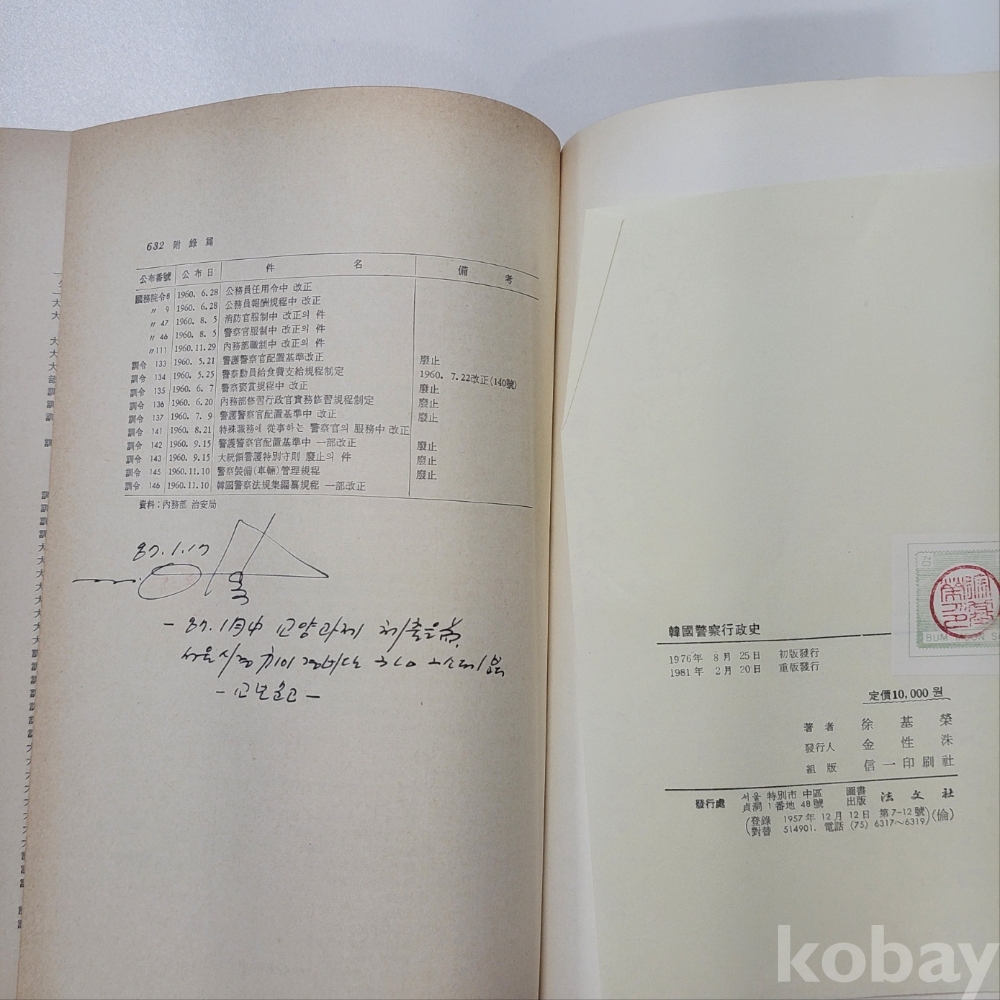 632 附錄篇
公布番號 公布日 件 名 備 考
國務院令8 1960. 6.28 公務員任用令中 改正
〃 9 1960. 6.28 公務員報酬規程中 改正
〃 47 1960. 8. 5 消防官服制中 改正의 件
〃 46 1960. 8. 5 警察官服制中 改正의 件
〃111 1960.11.29 內務部職制中 改正의 件
訓令 133 1960. 5.21 警護警察官配置基準改正 廢止
訓令 134 1960. 5.25 警察動員給食費支給規程制定 1960. 7.22改正(140號)
訓令 135 1960. 6. 7 警察褒賞規程中 改正 廢止
訓令 136 1960. 6.20 內務部修習行政官實務修習規程制定 廢止
訓令 137 1960. 7. 9 警護警察官配置基準中 改正 廢止
訓令 141 1960. 8.21 特殊職務에 從事하는 警察官의 服務中 改正
訓令 142 1960. 9.15 警護警察官配置基準中 一部改正 廢止
訓令 143 1960. 9.15 大統領警護特別守則 廢止의 件 廢止
訓令 145 1960.11.10 警察裝備(車輛)管理規程 廢止
訓令 146 1960.11.10 韓國警察法規集編纂規程 一部改正
資料:內務部 治安局
87.1.17
- 87. 1月中 교양과제
韓國警察行政史
1976年 8月 25日 初版發行
1981年 2月 20日 重版發行
定價10,000원
著者 徐基榮
發行人 金性洙
組版 信一印刷社
發行處 서울 特別市 中區 貞洞 1番地 48號 圖書出版 法文社
(登錄 1957年 12月 12日 第7-12號)(倫)
(對替 514901. 電話 (75) 6317~6319)
20
BUM MOON S
kobay